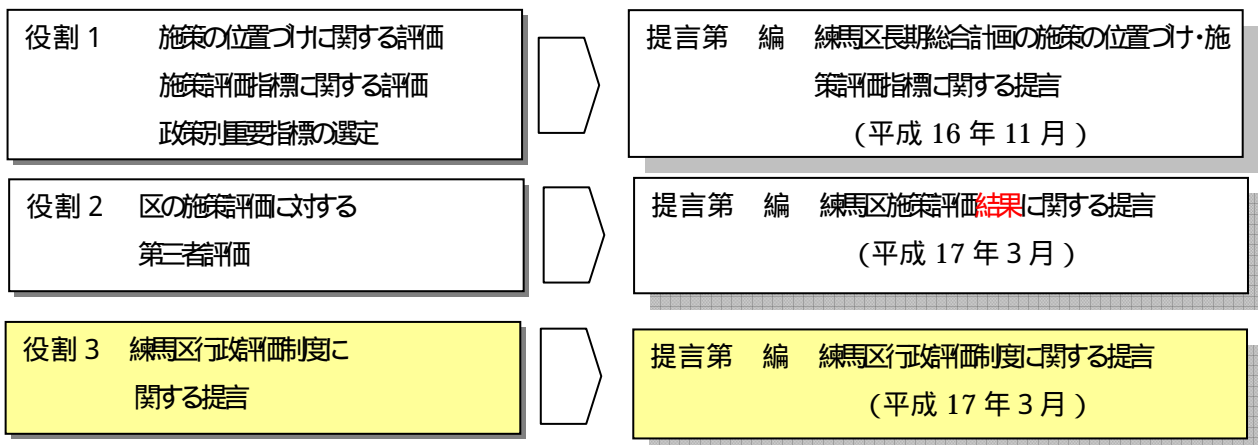 役割1 施策の位置づけに関する評価
施策評価指標に関する評価
政策別重要指標の選定
提言第 編 練馬区長期総合計画の施策の位置づけ・施
策評価指標に関する提言
(平成 16 年 11 月)
役割2 区の施策評価に対する
第三者評価
提言第 編 練馬区施策評価結果に関する提言
(平成 17 年3月)
役割3 練馬区行政評価制度に
関する提言
提言第 編 練馬区行政評価制度に関する提言
(平成 17 年3月)